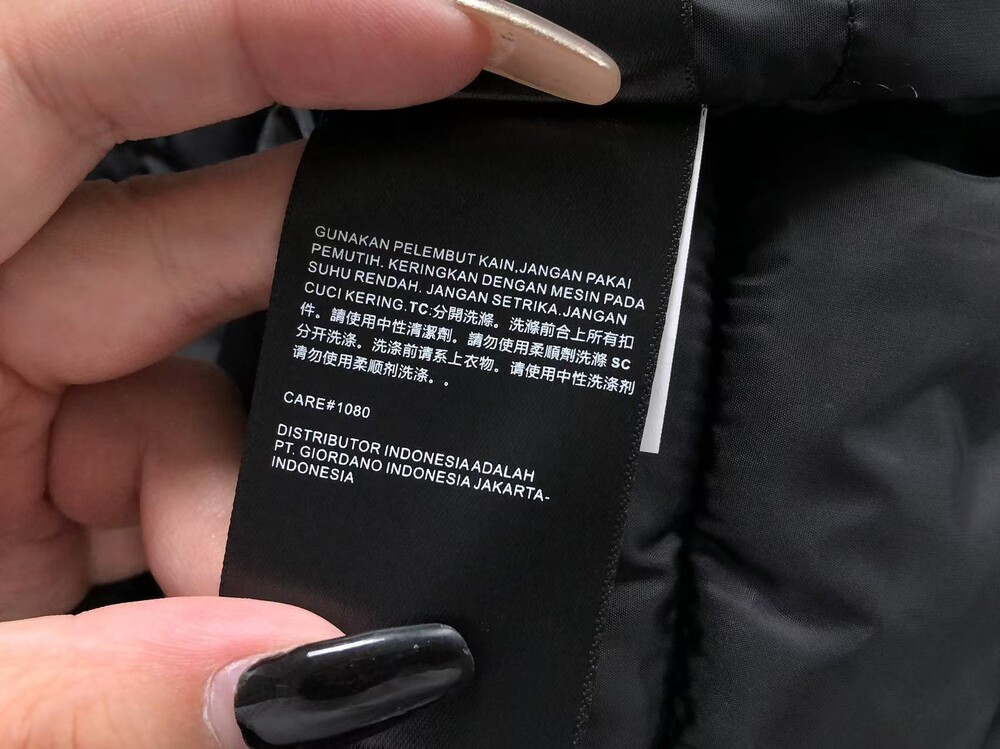 GUNAKAN PELEMBUT KAIN,JANGAN PAKAI
PEMUTIH. KERINGKAN DENGAN MESIN PADA
SUHU RENDAH. JANGAN SETRIKA.JANGAN
CUCI KERING.TC:分開洗滌。洗滌前合上所有扣
件。請使用中性清潔劑。請勿使用柔順劑洗滌 SC
分开洗涤。洗涤前请系上衣物。请使用中性洗涤剂
请勿使用柔顺剂洗涤。。
CARE#1080
DISTRIBUTOR INDONESIA ADALAH
PT. GIORDANO INDONESIA JAKARTA-
INDONESIA